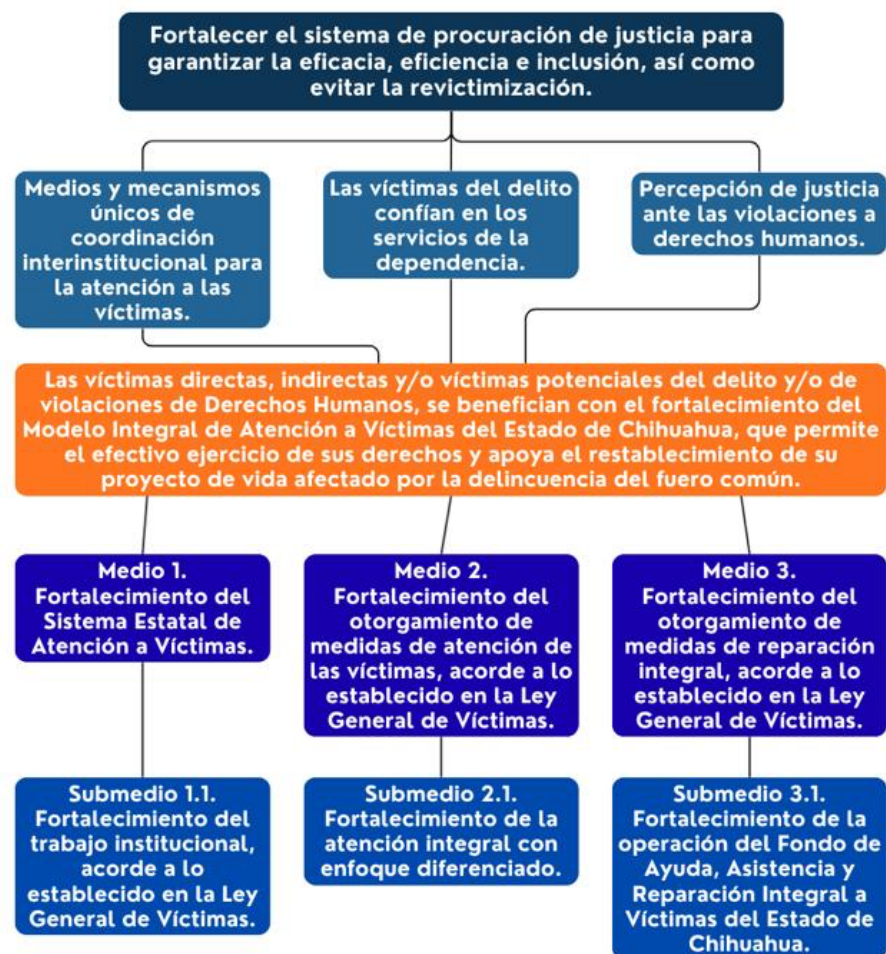 Fortalecer el sistema de procuración de justicia para
garantizar la eficacia, eficiencia e inclusión, así como
evitar la revictimización.
Medios y mecanismos
únicos de
coordinación
interinstitucional para
la atención a las
víctimas.
Las víctimas del delito
confían en los
servicios de la
dependencia.
Percepción de justicia
ante las violaciones a
derechos humanos.
Las víctimas directas, indirectas y/o víctimas potenciales del delito y/o de
violaciones de Derechos Humanos, se benefician con el fortalecimiento del
Modelo Integral de Atención a Víctimas del Estado de Chihuahua, que permite
el efectivo ejercicio de sus derechos y apoya el restablecimiento de su
proyecto de vida afectado por la delincuencia del fuero común.
Medio 1.
Fortalecimiento del
Sistema Estatal de
Atención a Víctimas.
Medio 2.
Fortalecimiento del
otorgamiento de
medidas de atención de
las víctimas, acorde a lo
establecido en la Ley
General de Víctimas.
Medio 3.
Fortalecimiento del
otorgamiento de
medidas de reparación
integral, acorde a lo
establecido en la Ley
General de Víctimas.
Submedio 1.1.
Fortalecimiento del
trabajo institucional,
acorde a lo
establecido en la Ley
General de Víctimas.
Submedio 2.1.
Fortalecimiento de la
atención integral con
enfoque diferenciado.
Submedio 3.1.
Fortalecimiento de la
operación del Fondo de
Ayuda, Asistencia y
Reparación Integral a
Víctimas del Estado de
Chihuahua.